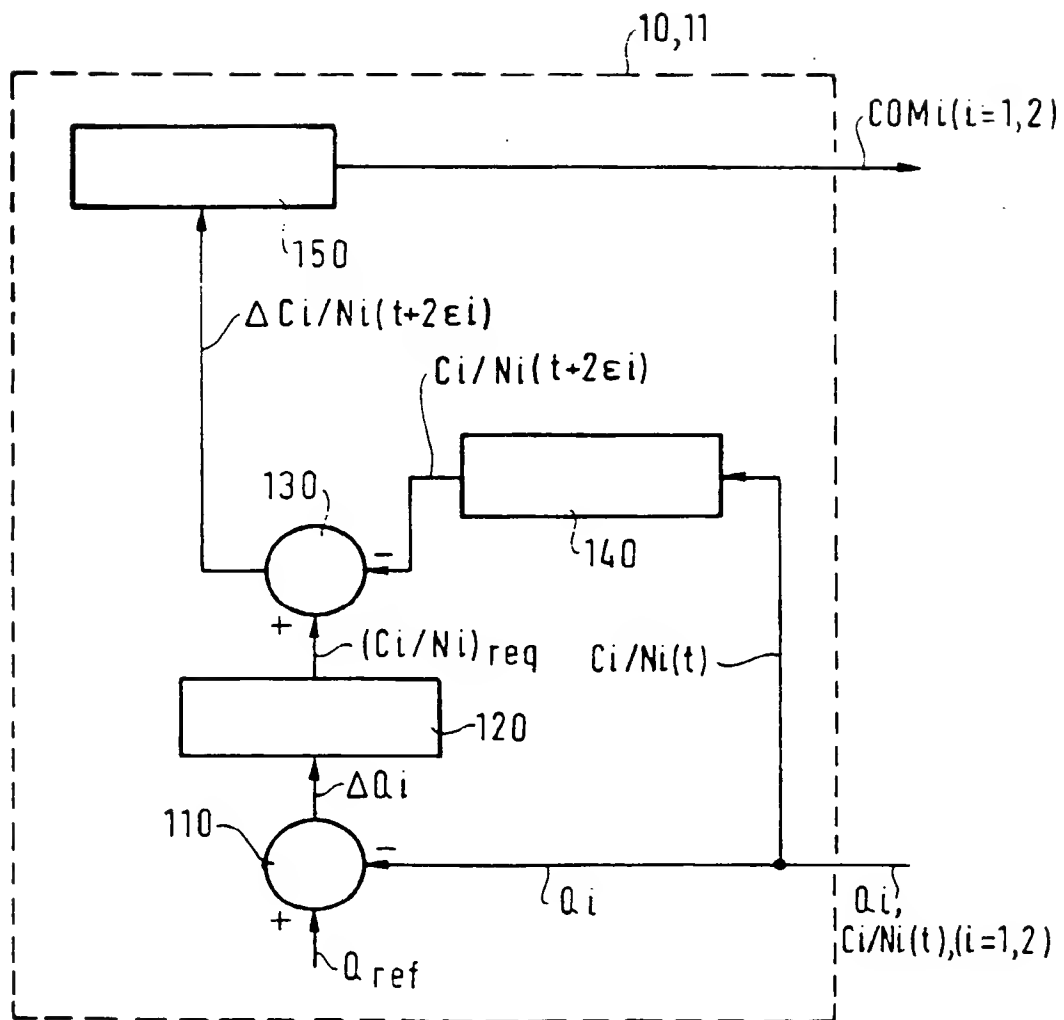 10,11
COMi(i=1,2)
150
ΔCi/Ni(t+2εi)
Ci/Ni(t+2εi)
130
-
140
+
(Ci/Ni)req
Ci/Ni(t)
120
ΔQi
110
-
Qi
Qi,
+
Ci/Ni(t),(i=1,2)
Qref